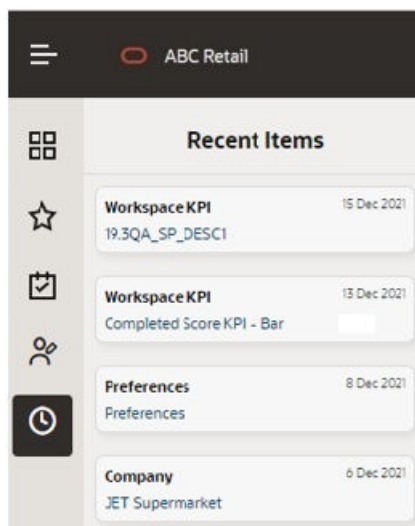 ABC Retail
Recent Items
Workspace KPI 15 Dec 2021
19.3QA_SP_DESC1
Workspace KPI 13 Dec 2021
Completed Score KPI - Bar
Preferences 8 Dec 2021
Preferences
Company 6 Dec 2021
JET Supermarket